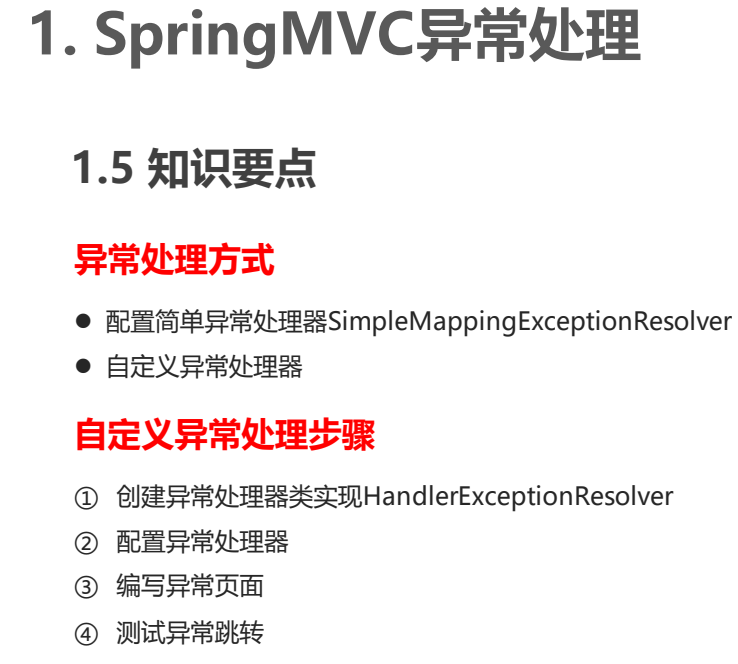 1. SpringMVC异常处理
1.5 知识要点
异常处理方式
● 配置简单异常处理器SimpleMappingExceptionResolver
● 自定义异常处理器
自定义异常处理步骤
① 创建异常处理器类实现HandlerExceptionResolver
② 配置异常处理器
③ 编写异常页面
④ 测试异常跳转